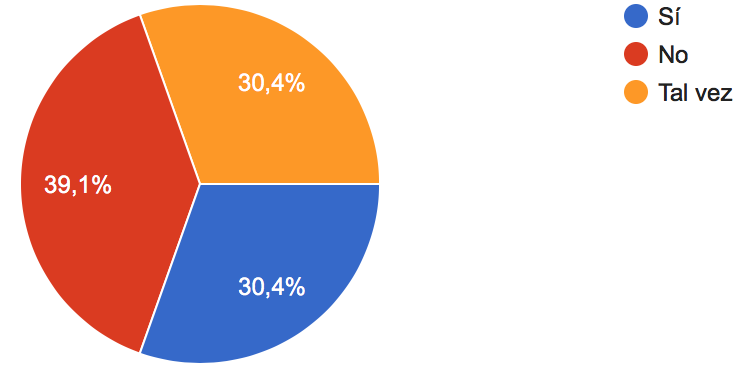 30,4%
39,1%
30,4%
Sí
No
Tal vez